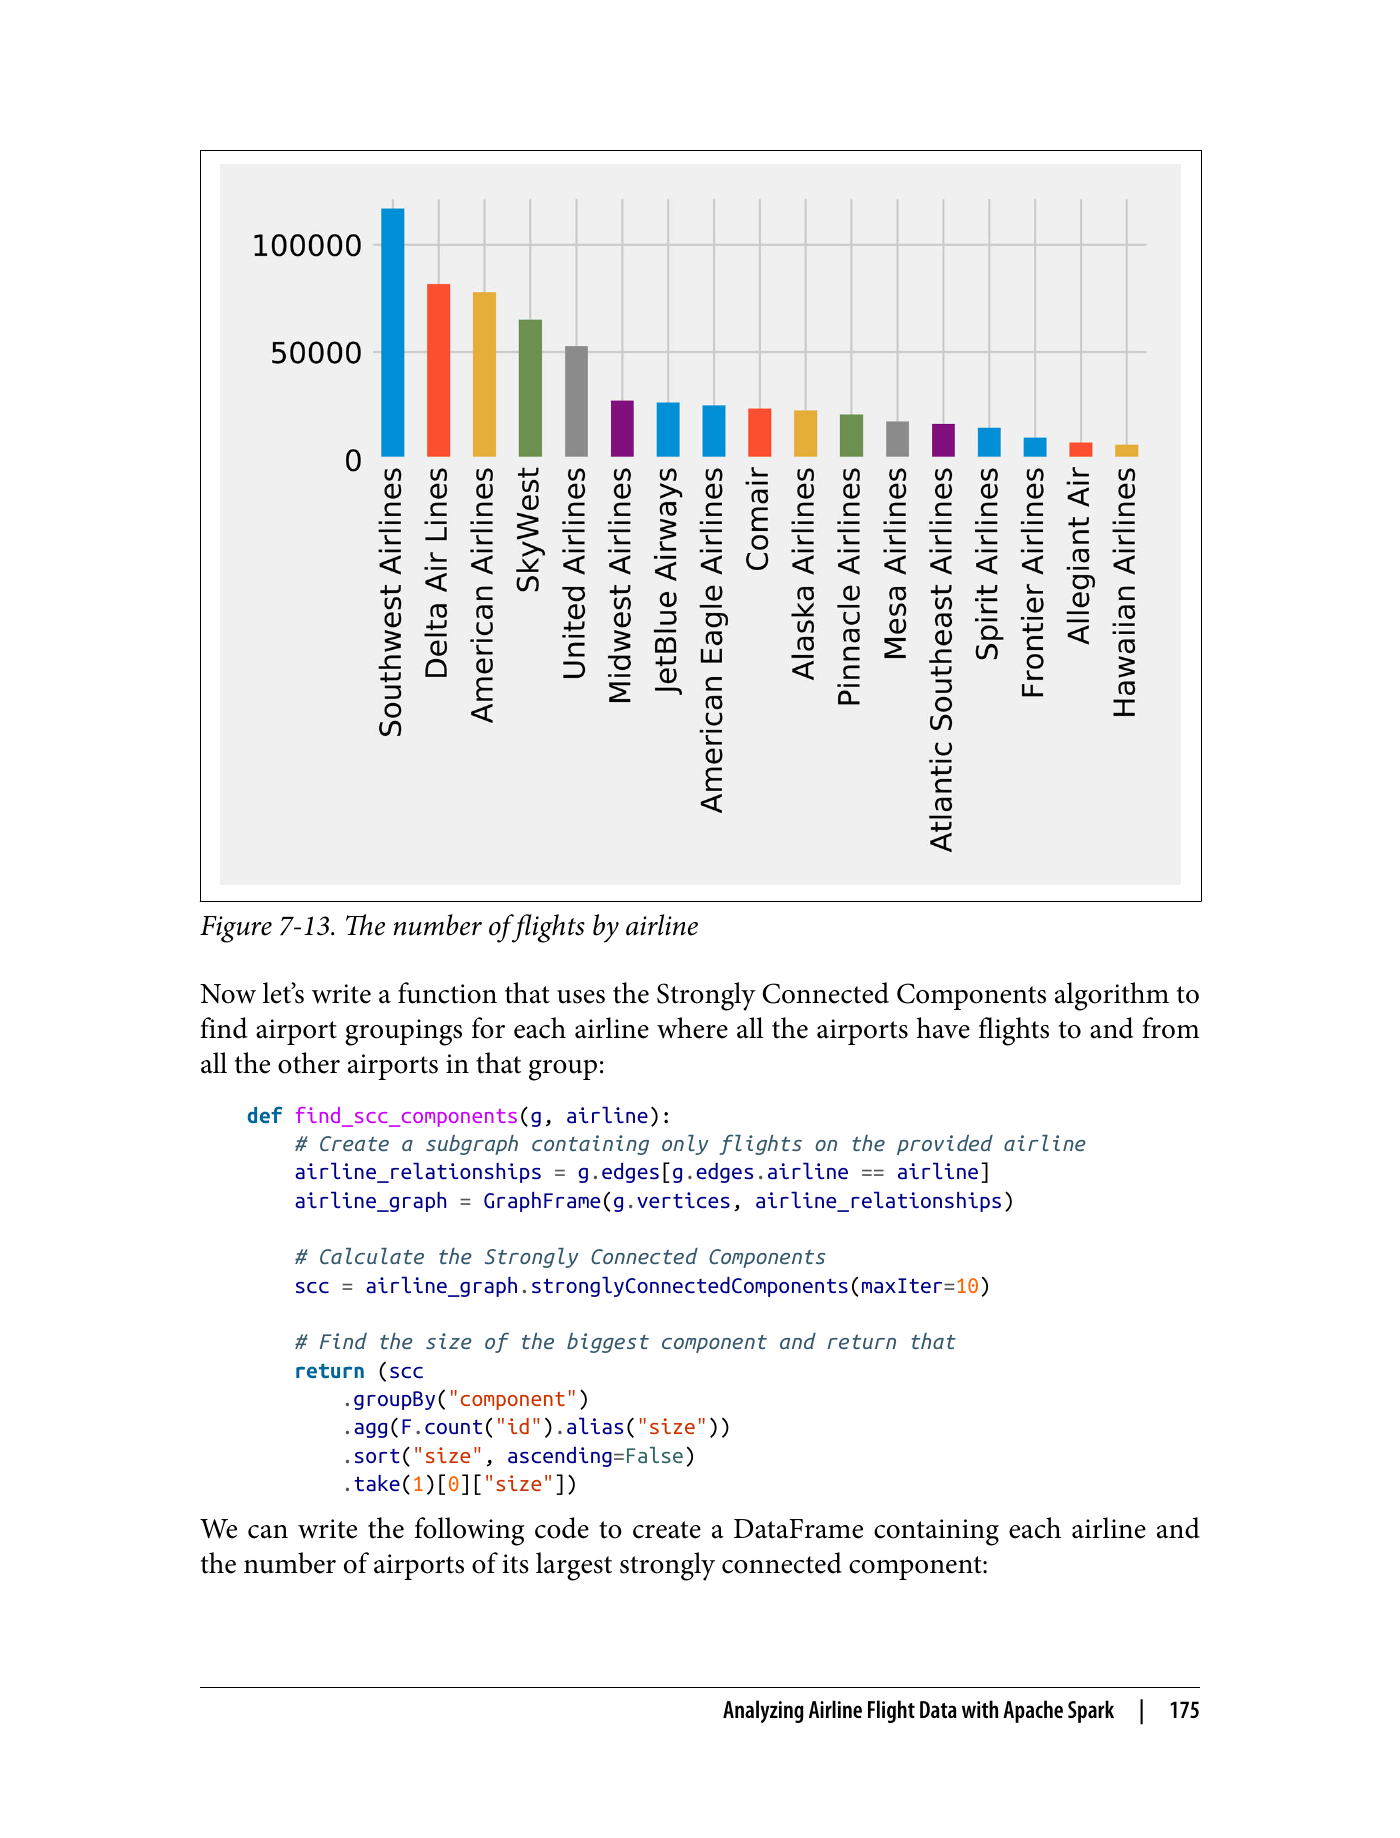 100000
50000
0
Southwest Airlines
Delta Air Lines
American Airlines
SkyWest
United Airlines
Midwest Airlines
JetBlue Airways
American Eagle Airlines
Comair
Alaska Airlines
Pinnacle Airlines
Mesa Airlines
Atlantic Southeast Airlines
Spirit Airlines
Frontier Airlines
Allegiant Air
Hawaiian Airlines
Figure 7-13. The number of flights by airline
Now let’s write a function that uses the Strongly Connected Components algorithm to
find airport groupings for each airline where all the airports have flights to and from
all the other airports in that group:
def find_scc_components(g, airline):
    # Create a subgraph containing only flights on the provided airline
    airline_relationships = g.edges[g.edges.airline == airline]
    airline_graph = GraphFrame(g.vertices, airline_relationships)
    # Calculate the Strongly Connected Components
    scc = airline_graph.stronglyConnectedComponents(maxIter=10)
    # Find the size of the biggest component and return that
    return (scc
        .groupBy("component")
        .agg(F.count("id").alias("size"))
        .sort("size", ascending=False)
        .take(1)[0]["size"])
We can write the following code to create a DataFrame containing each airline and
the number of airports of its largest strongly connected component:
Analyzing Airline Flight Data with Apache Spark | 175